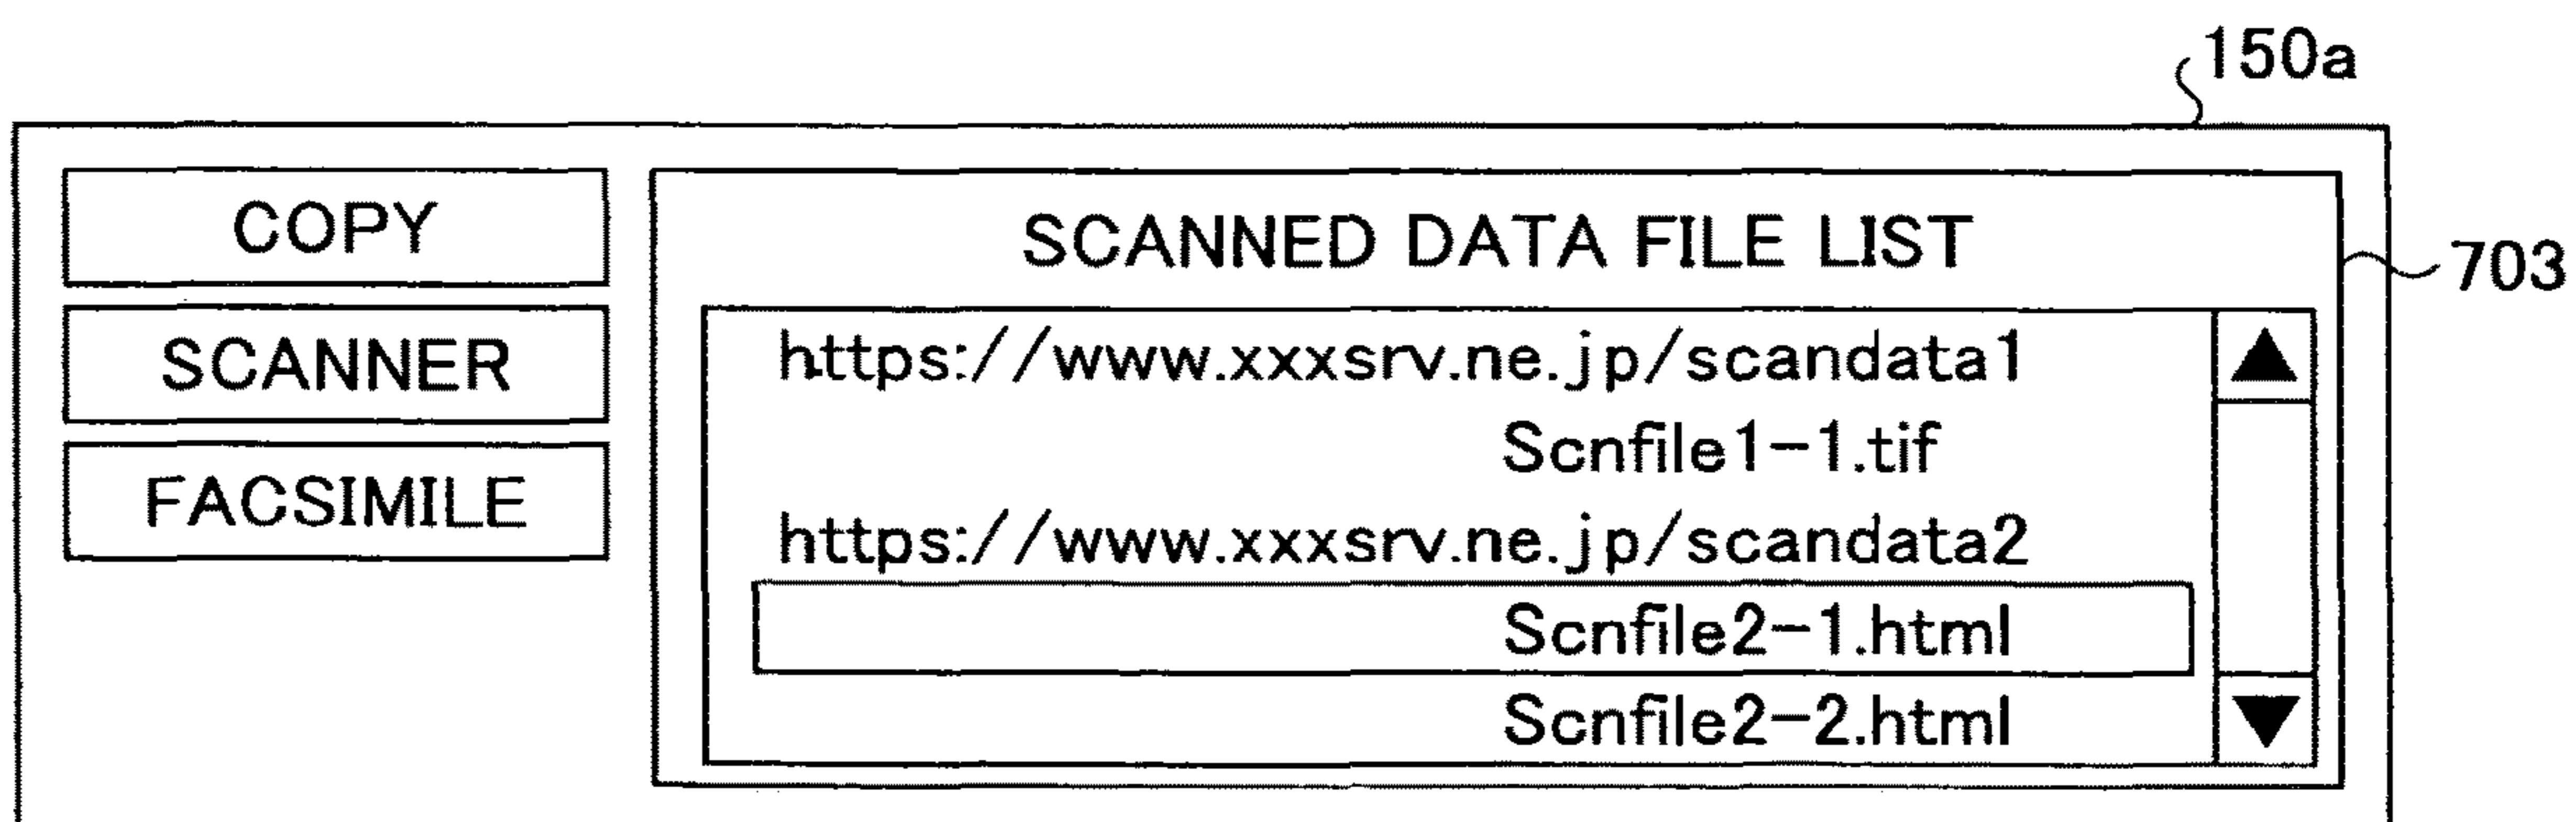 150a
COPY
SCANNER
FACSIMILE
SCANNED DATA FILE LIST
703
https://www.xxxsrv.ne.jp/scandata1
Scnfile1-1.tif
https://www.xxxsrv.ne.jp/scandata2
Scnfile2-1.html
Scnfile2-2.html